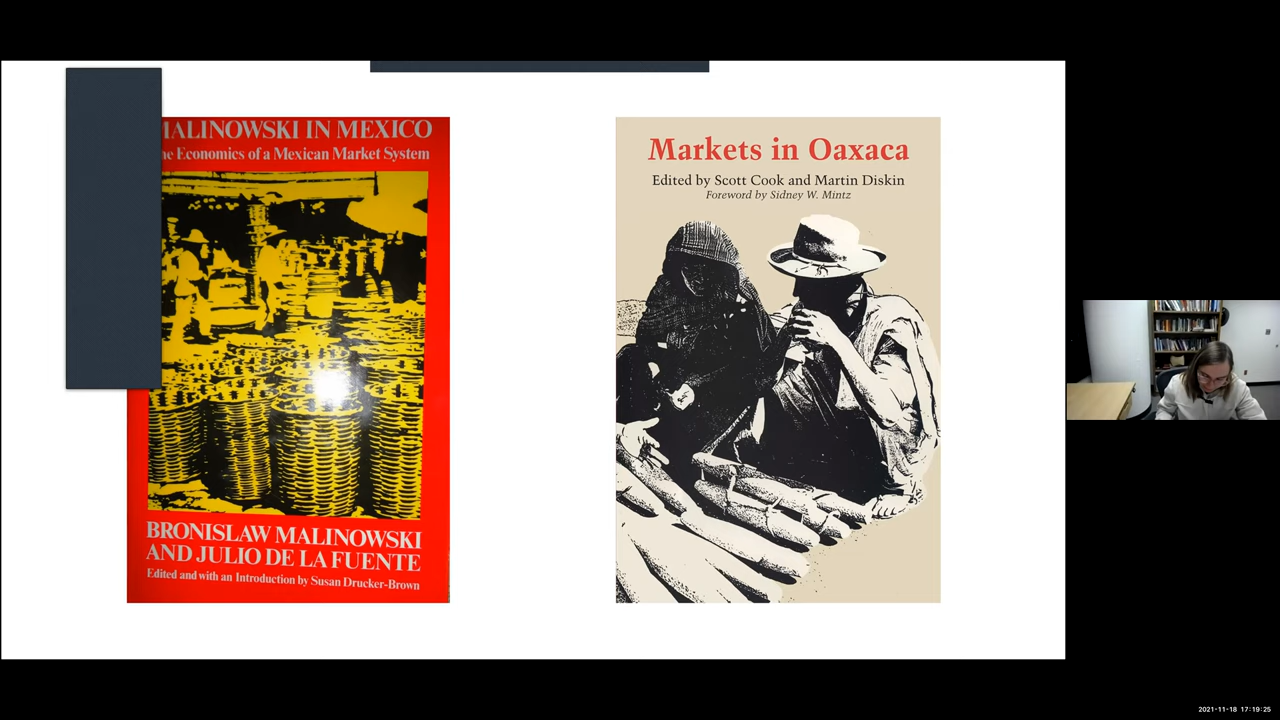 MALINOWSKI IN MEXICO
he Economics of a Mexican Market System
BRONISLAW MALINOWSKI
AND JULIO DE LA FUENTE
Edited and with an Introduction by Susan Drucker-Brown
Markets in Oaxaca
Edited by Scott Cook and Martin Diskin
Foreword by Sidney W. Mintz
2021-11-18 17:19:25